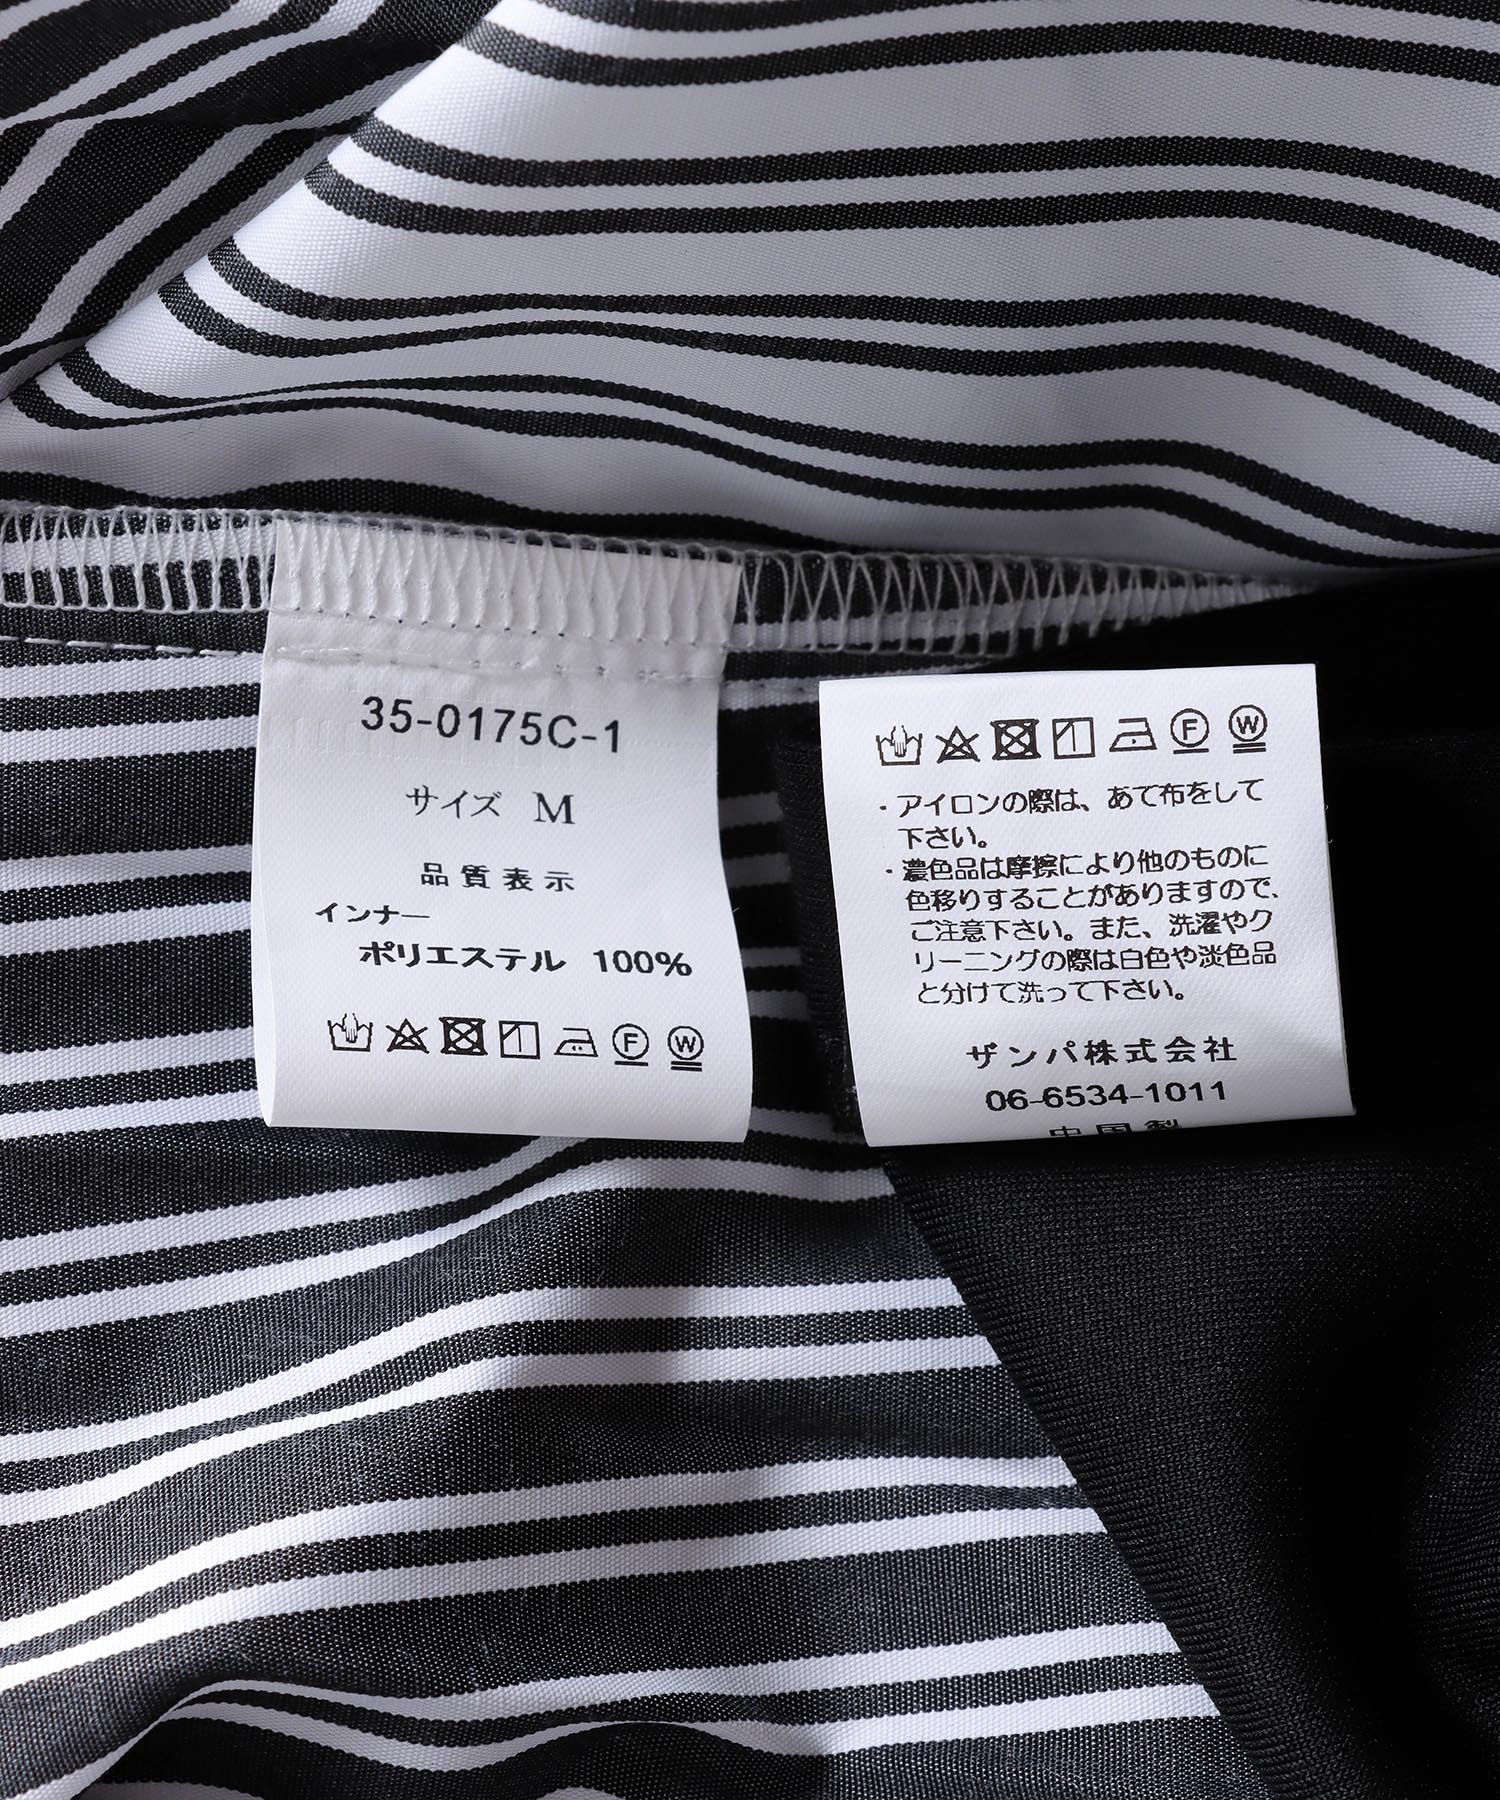 35-0175C-1
サイズ M
品質表示
インナー
ポリエステル 100%
F W
F W
・アイロンの際は、あて布をして
下さい。
・濃色品は摩擦により他のものに
色移りすることがありますので、
ご注意下さい。また、洗濯やク
リーニングの際は白色や淡色品
と分けて洗って下さい。
ザンパ株式会社
06-6534-1011
中国製